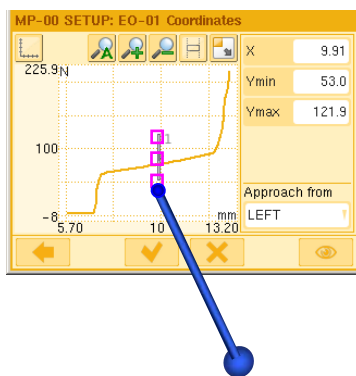 MP-00 SETUP: EO-01 Coordinates
A
X 9.91
225.9 N
Ymin 53.0
Ymax 121.9
1
100
Approach from
-8 mm LEFT
5.70 10 13.20